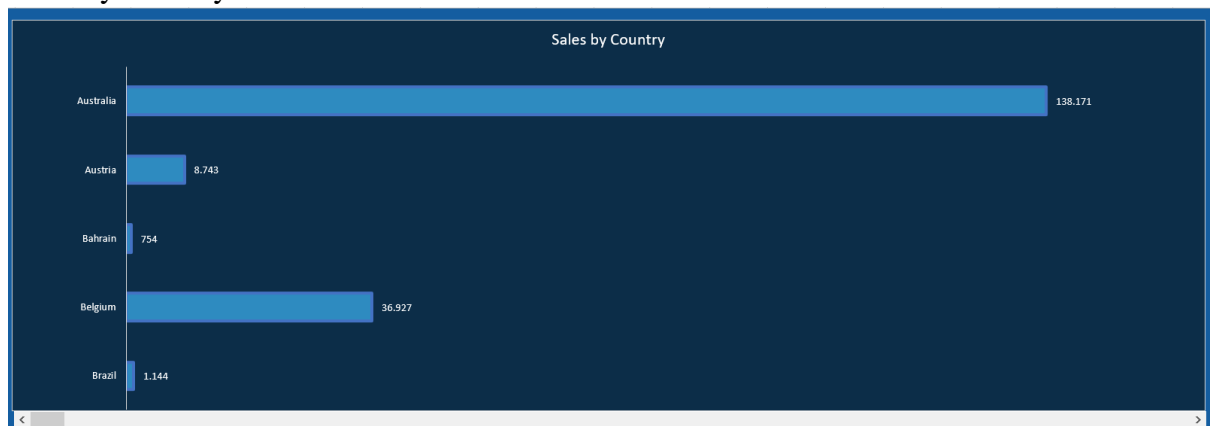 Sales by Country
Australia 138.171
Austria 8.743
Bahrain 754
Belgium 36.927
Brazil 1.144